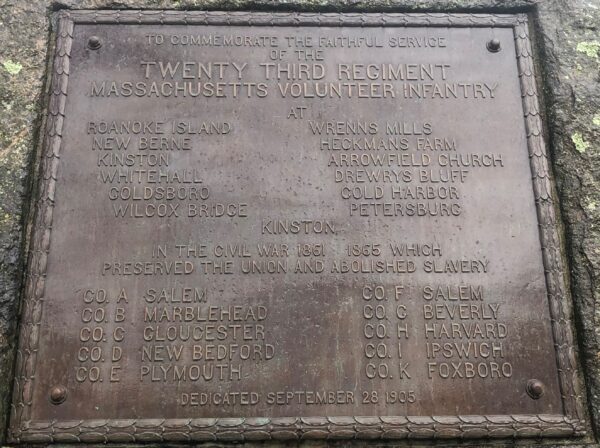 TO COMMEMORATE THE FAITHFUL SERVICE
OF THE
TWENTY THIRD REGIMENT
MASSACHUSETTS VOLUNTEER INFANTRY
AT
ROANOKE ISLAND WRENNS MILLS
NEW BERNE HECKMANS FARM
KINSTON ARROWFIELD CHURCH
WHITEHALL DREWRYS BLUFF
GOLDSBORO COLD HARBOR
WILCOX BRIDGE PETERSBURG
KINSTON
IN THE CIVIL WAR 1861 1865 WHICH
PRESERVED THE UNION AND ABOLISHED SLAVERY
CO. A SALEM CO. F SALEM
CO. B MARBLEHEAD CO. G BEVERLY
CO. C GLOUCESTER CO. H HARVARD
CO. D NEW BEDFORD CO. I IPSWICH
CO. E PLYMOUTH CO. K FOXBORO
DEDICATED SEPTEMBER 28 1905